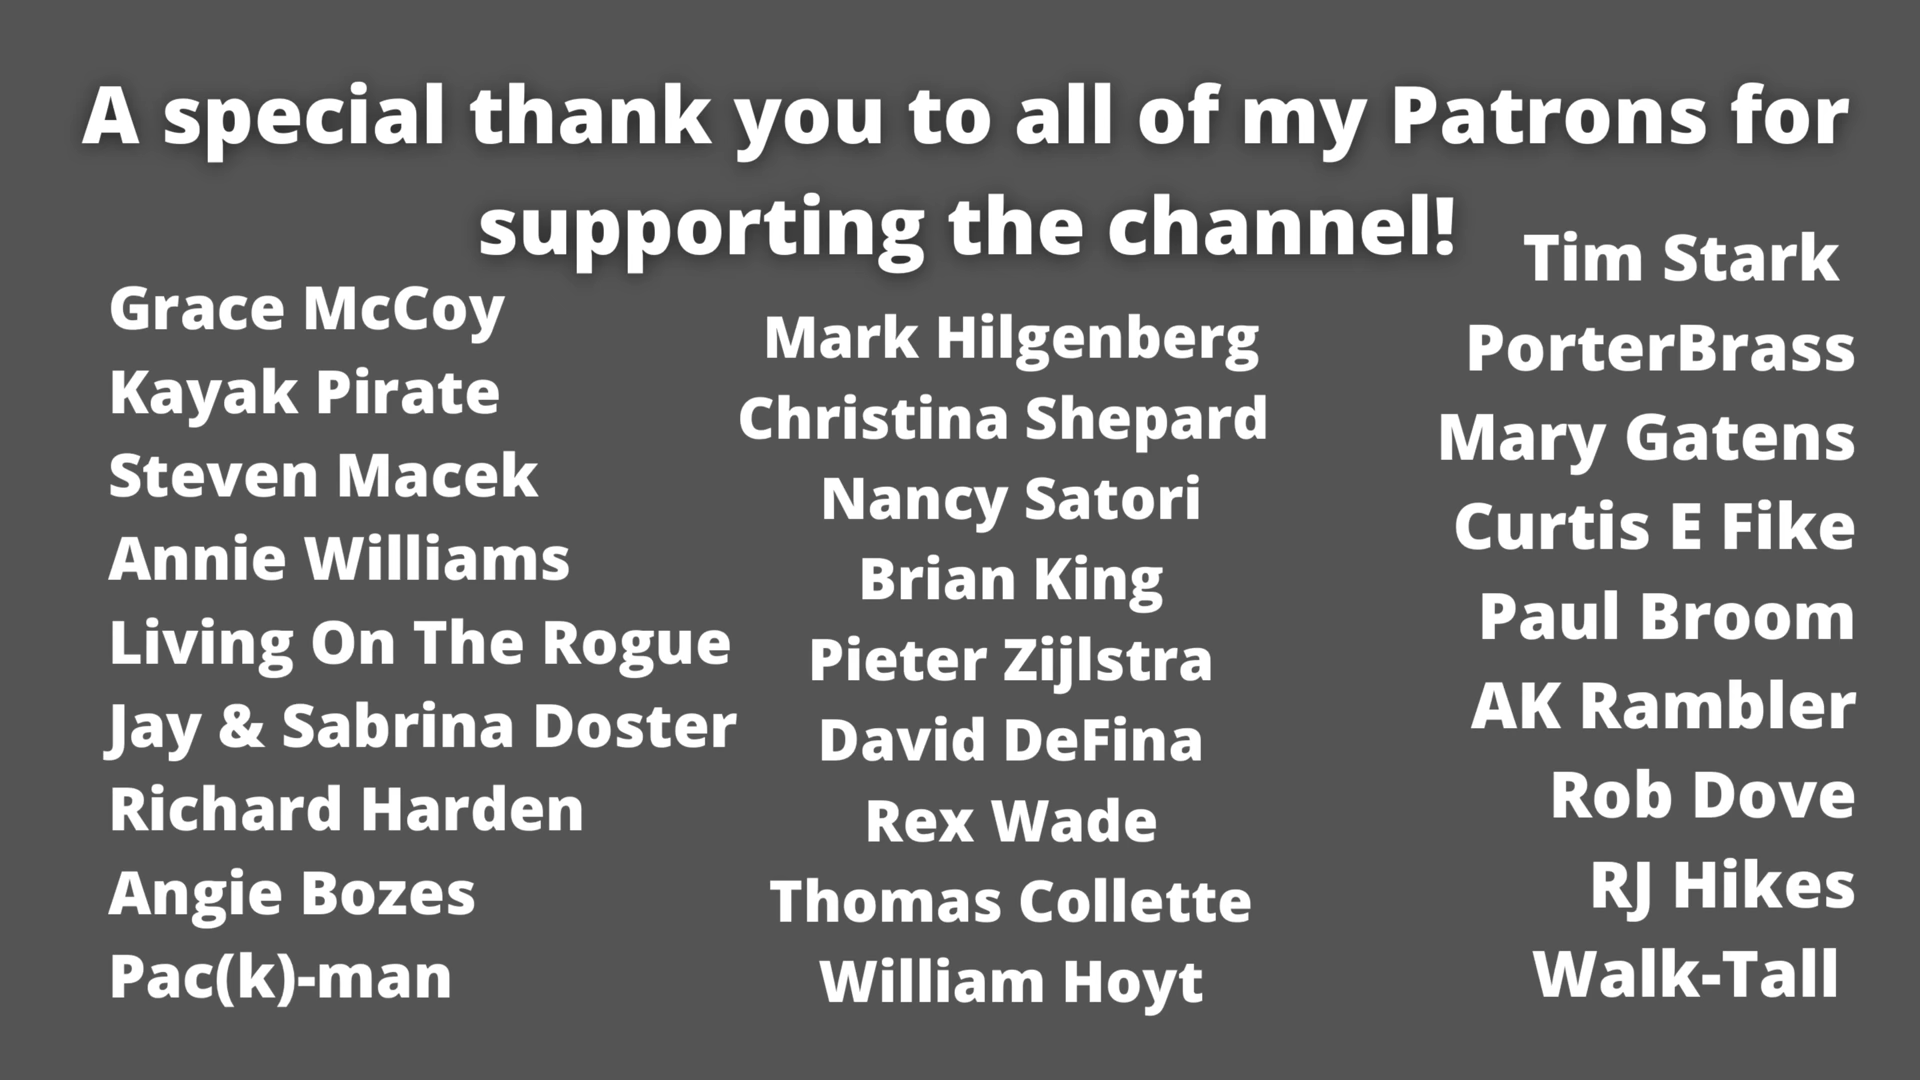 A special thank you to all of my Patrons for
supporting the channel!
Grace McCoy
Kayak Pirate
Steven Macek
Annie Williams
Living On The Rogue
Jay & Sabrina Doster
Richard Harden
Angie Bozes
Pac(k)-man
Mark Hilgenberg
Christina Shepard
Nancy Satori
Brian King
Pieter Zijlstra
David DeFina
Rex Wade
Thomas Collette
William Hoyt
Tim Stark
PorterBrass
Mary Gatens
Curtis E Fike
Paul Broom
AK Rambler
Rob Dove
RJ Hikes
Walk-Tall